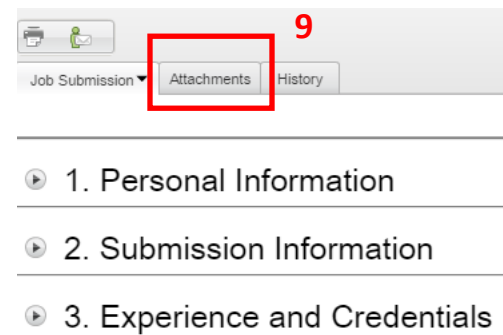 9
Job Submission Attachments History
1. Personal Information
2. Submission Information
3. Experience and Credentials